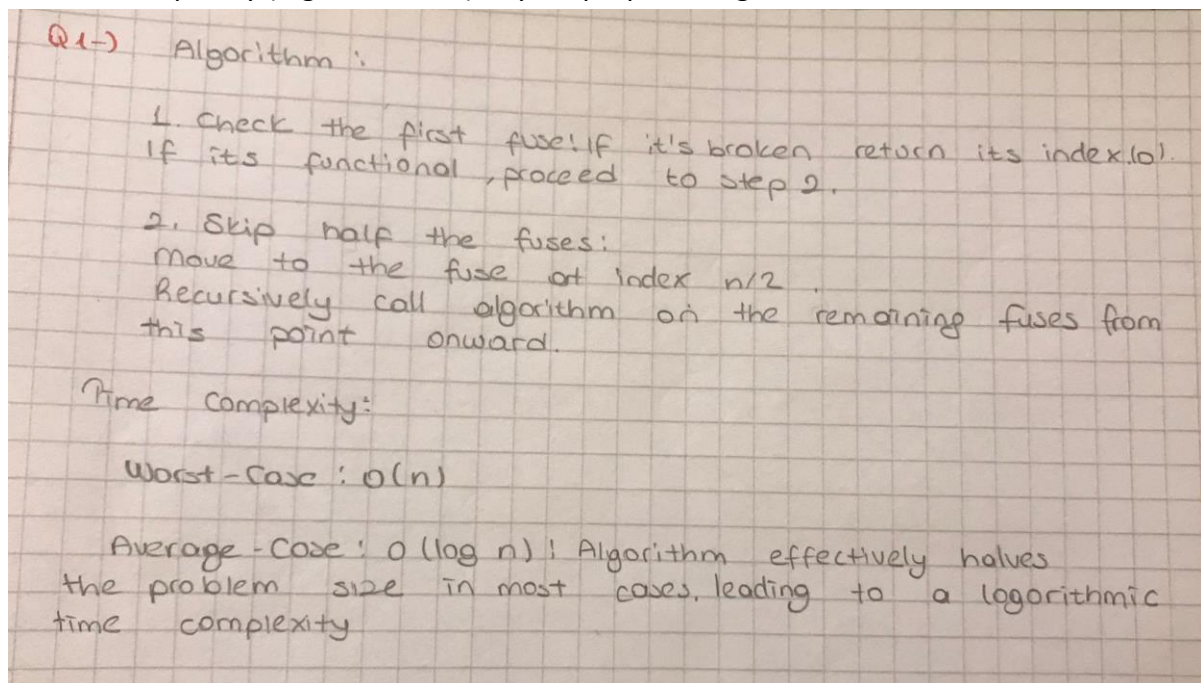 Q1-) Algorithm :
1. Check the first fuse: If it's broken return its index(0).
If its functional, proceed to step 2.
2. Skip half the fuses:
Move to the fuse at index n/2.
Recursively call algorithm on the remaining fuses from
this point onward.
Time Complexity:
Worst-Case : O(n)
Average-Case: O(log n): Algorithm effectively halves
the problem size in most cases, leading to a logorithmic
time complexity